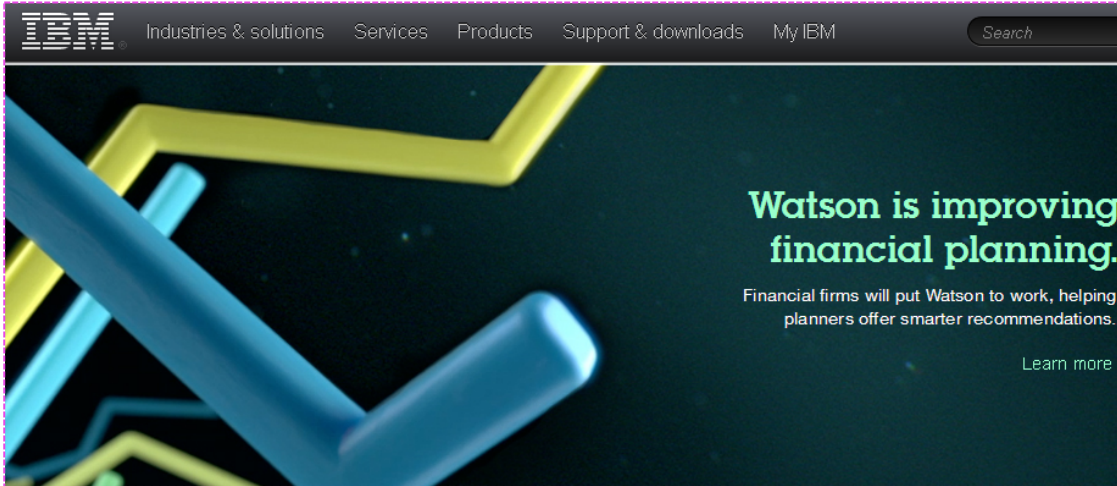 IBM®
Industries & solutions Services Products Support & downloads My IBM Search
Watson is improving
financial planning.
Financial firms will put Watson to work, helping
planners offer smarter recommendations.
Learn more